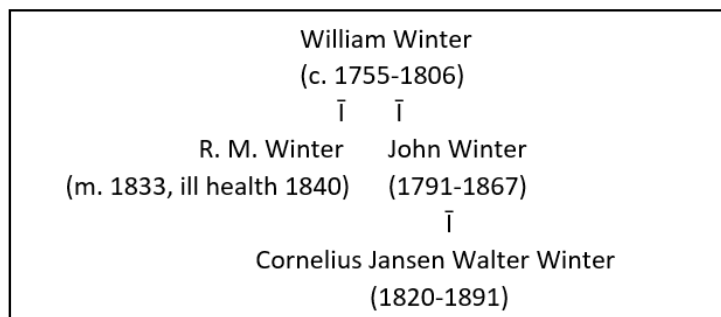 William Winter
(c. 1755-1806)
Ī Ī
R. M. Winter John Winter
(m. 1833, ill health 1840) (1791-1867)
Ī
Cornelius Jansen Walter Winter
(1820-1891)